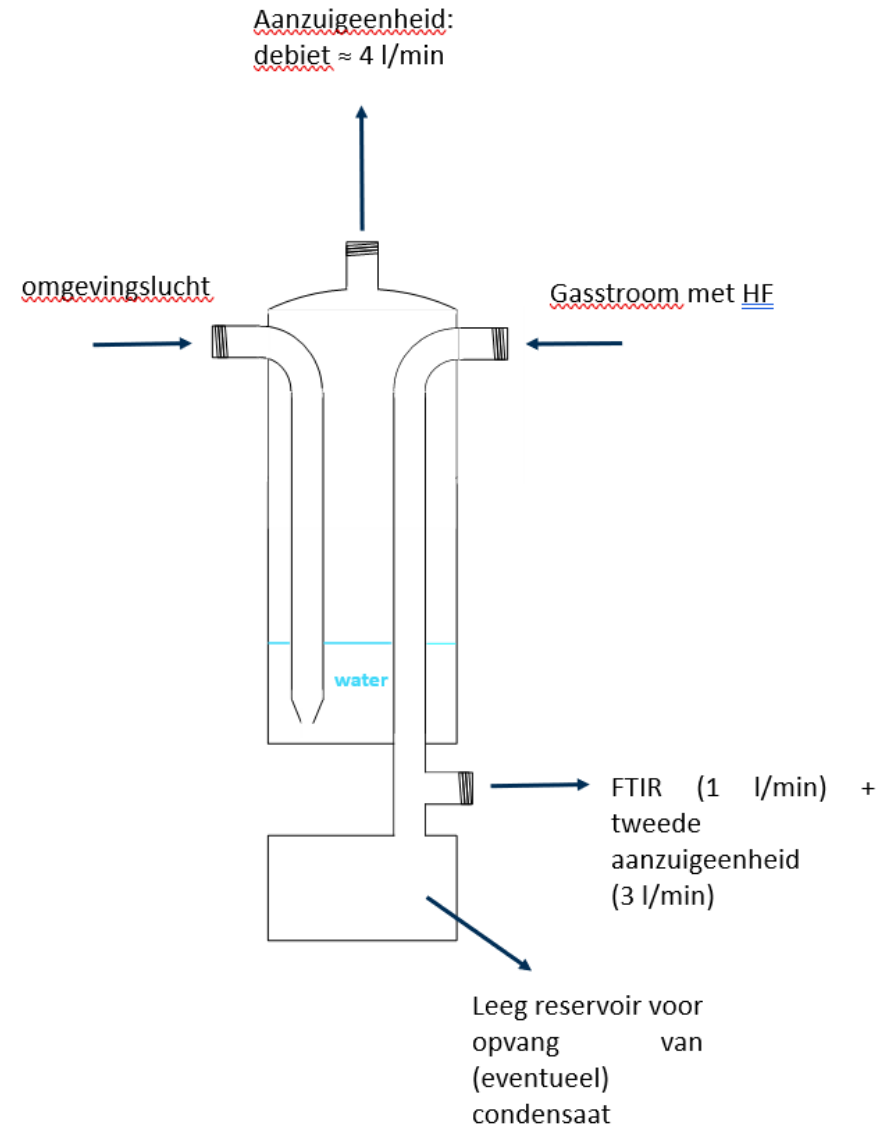 Aanzuigeenheid:
debiet ≈ 4 l/min
omgevingslucht
Gasstroom met HF
water
FTIR (1 l/min) +
tweede
aanzuigeenheid
(3 l/min)
Leeg reservoir voor
opvang van
(eventueel)
condensaat